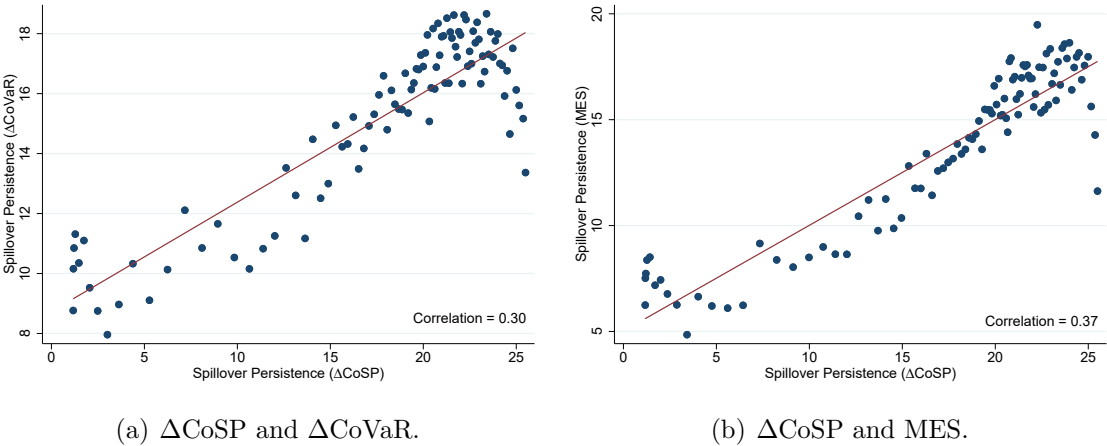 Spillover Persistence (ΔCoVaR)
18
16
14
12
10
8
0 5 10 15 20 25
Spillover Persistence (ΔCoSP)
Correlation = 0.30
(a) ΔCoSP and ΔCoVaR.
Spillover Persistence (MES)
20
15
10
5
0 5 10 15 20 25
Spillover Persistence (ΔCoSP)
Correlation = 0.37
(b) ΔCoSP and MES.